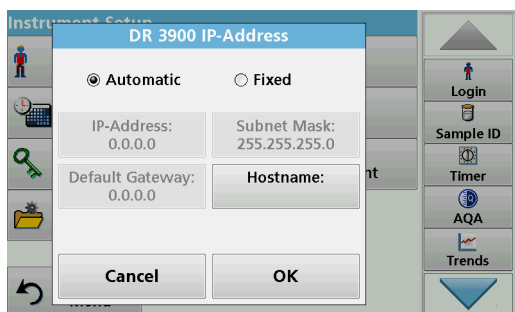 Instrument Setup
DR 3900 IP-Address
Automatic
Fixed
IP-Address:
0.0.0.0
Subnet Mask:
255.255.255.0
Default Gateway:
0.0.0.0
Hostname:
Cancel
OK
nt
Menu
Login
Sample ID
Timer
AQA
Trends